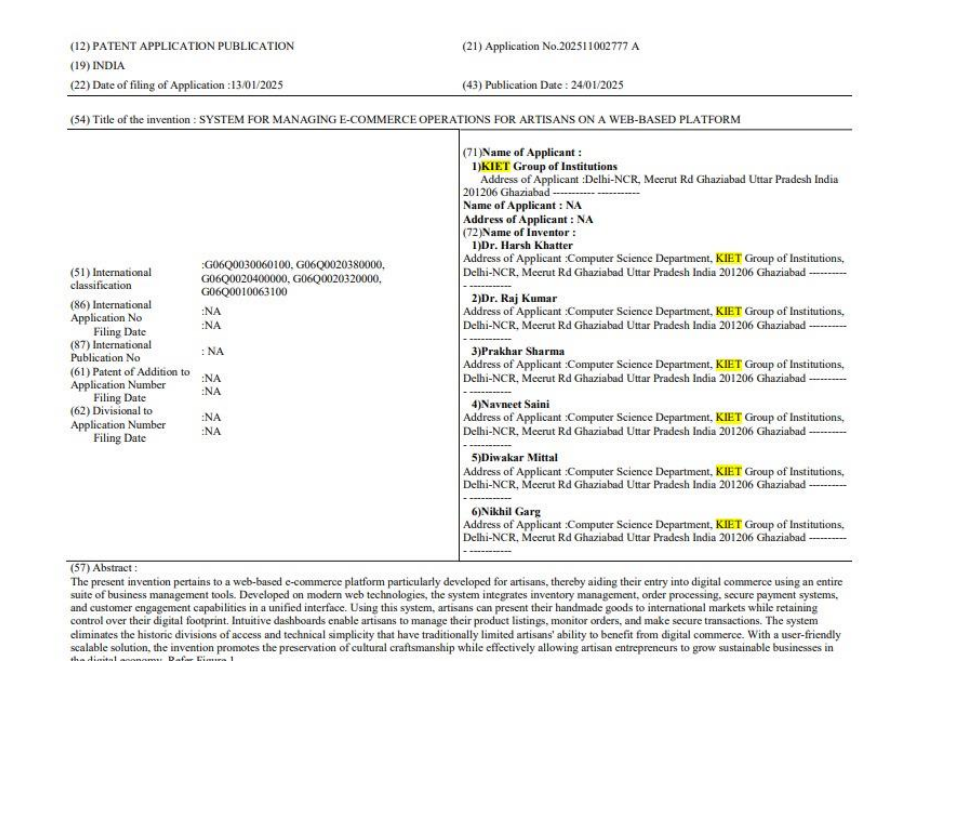 (12) PATENT APPLICATION PUBLICATION
(21) Application No.202511002777 A
(19) INDIA
(22) Date of filing of Application :13/01/2025
(43) Publication Date : 24/01/2025
(54) Title of the invention : SYSTEM FOR MANAGING E-COMMERCE OPERATIONS FOR ARTISANS ON A WEB-BASED PLATFORM
(51) International
classification
:G06Q0030060100, G06Q0020380000,
G06Q0020400000, G06Q0020320000,
G06Q0010063100
(86) International
Application No
Filing Date
:NA
:NA
(87) International
Publication No
: NA
(61) Patent of Addition to
Application Number
Filing Date
:NA
:NA
(62) Divisional to
Application Number
Filing Date
:NA
:NA
(71)Name of Applicant :
1)KIET Group of Institutions
Address of Applicant :Delhi-NCR, Meerut Rd Ghaziabad Uttar Pradesh India
201206 Ghaziabad ----------- -----------
Name of Applicant : NA
Address of Applicant : NA
(72)Name of Inventor :
1)Dr. Harsh Khatter
Address of Applicant :Computer Science Department, KIET Group of Institutions,
Delhi-NCR, Meerut Rd Ghaziabad Uttar Pradesh India 201206 Ghaziabad ----------
- -----------
2)Dr. Raj Kumar
Address of Applicant :Computer Science Department, KIET Group of Institutions,
Delhi-NCR, Meerut Rd Ghaziabad Uttar Pradesh India 201206 Ghaziabad ----------
- -----------
3)Prakhar Sharma
Address of Applicant :Computer Science Department, KIET Group of Institutions,
Delhi-NCR, Meerut Rd Ghaziabad Uttar Pradesh India 201206 Ghaziabad ----------
- -----------
4)Navneet Saini
Address of Applicant :Computer Science Department, KIET Group of Institutions,
Delhi-NCR, Meerut Rd Ghaziabad Uttar Pradesh India 201206 Ghaziabad ----------
- -----------
5)Diwakar Mittal
Address of Applicant :Computer Science Department, KIET Group of Institutions,
Delhi-NCR, Meerut Rd Ghaziabad Uttar Pradesh India 201206 Ghaziabad ----------
- -----------
6)Nikhil Garg
Address of Applicant :Computer Science Department, KIET Group of Institutions,
Delhi-NCR, Meerut Rd Ghaziabad Uttar Pradesh India 201206 Ghaziabad ----------
- -----------
(57) Abstract :
The present invention pertains to a web-based e-commerce platform particularly developed for artisans, thereby aiding their entry into digital commerce using an entire
suite of business management tools. Developed on modern web technologies, the system integrates inventory management, order processing, secure payment systems,
and customer engagement capabilities in a unified interface. Using this system, artisans can present their handmade goods to international markets while retaining
control over their digital footprint. Intuitive dashboards enable artisans to manage their product listings, monitor orders, and make secure transactions. The system
eliminates the historic divisions of access and technical simplicity that have traditionally limited artisans' ability to benefit from digital commerce. With a user-friendly
scalable solution, the invention promotes the preservation of cultural craftsmanship while effectively allowing artisan entrepreneurs to grow sustainable businesses in
the digital economy. Refer Figure 1